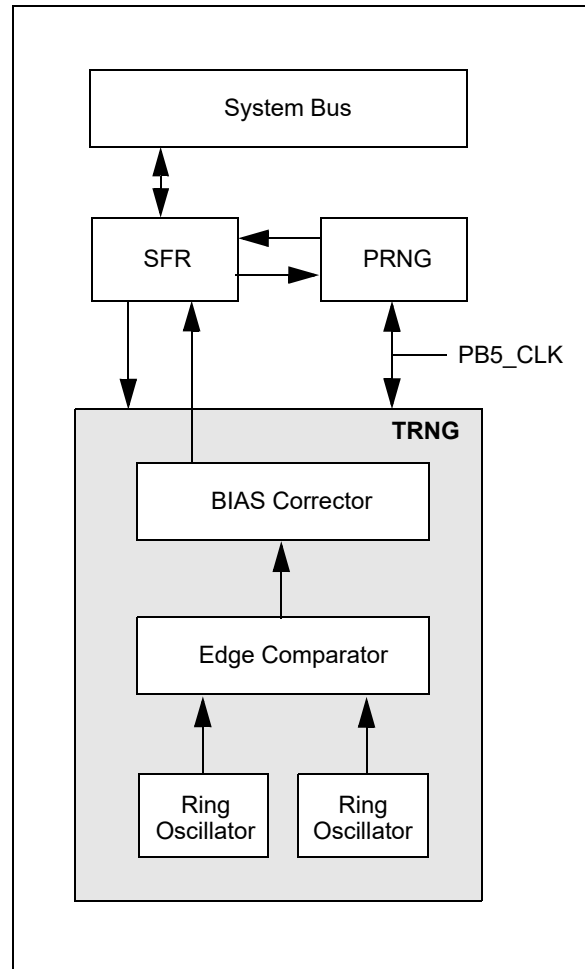 System Bus
SFR
PRNG
PB5_CLK
TRNG
BIAS Corrector
Edge Comparator
Ring
Oscillator
Ring
Oscillator